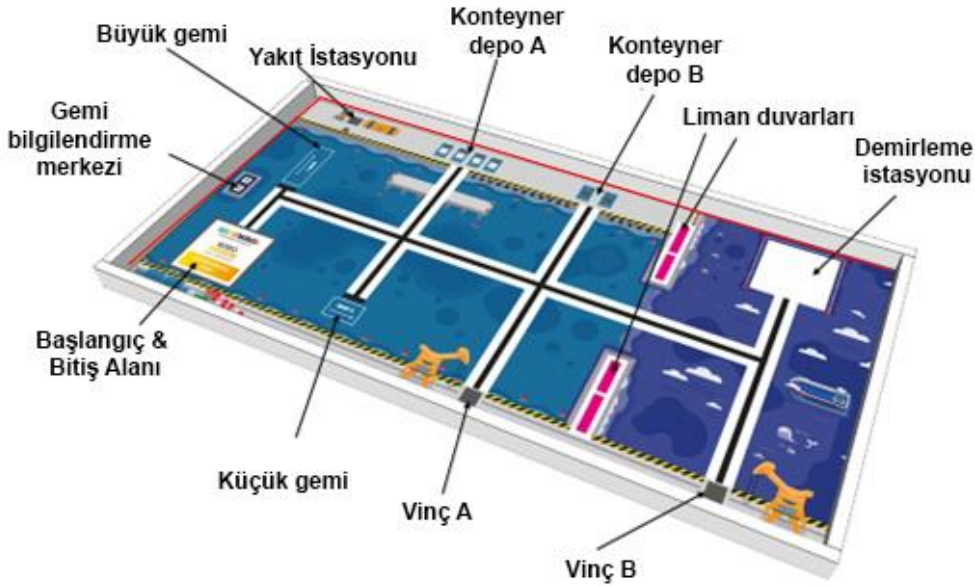 Konteyner
depo A
Büyük gemi
Yakıt İstasyonu
Konteyner
depo B
Liman duvarları
Gemi
bilgilendirme
merkezi
Demirleme
istasyonu
Başlangıç &
Bitiş Alanı
Küçük gemi
Vinç A
Vinç B